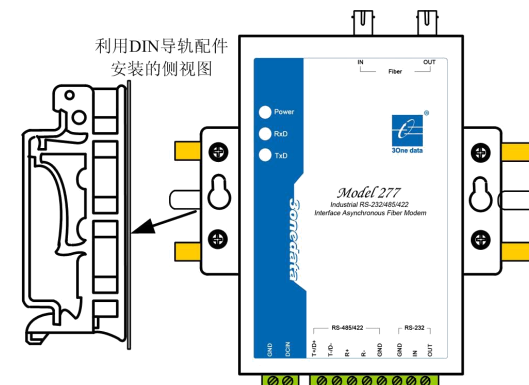 利用DIN导轨配件
安装的侧视图
IN
OUT
Fiber
Power
RxD
TxD
®
3One data
Model 277
Industrial RS-232/485/422
Interface Asynchronous Fiber Modem
3onedata
RS-485/422
RS-232
GND
DCIN
T+/D+
T-/D-
R+
R-
GND
GND
IN
OUT